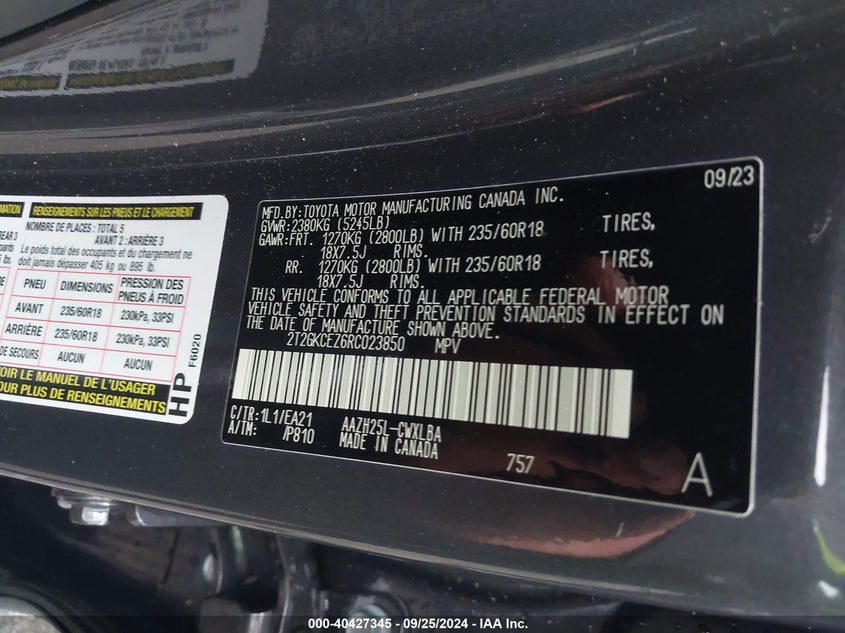 MATION
REAR 3
pants
5 lbs.
RENSEIGNEMENTS SUR LES PNEUS ET LE CHARGEMENT
NOMBRE DE PLACES: TOTAL 5
AVANT 2: ARRIÈRE 3
Le poids total des occupants et du chargement ne
doit jamais dépasser 405 kg ou 895 lb.
PNEU DIMENSIONS PRESSION DES PNEUS À FROID
AVANT 235/60R18 230kPa, 33PSI
ARRIÈRE 235/60R18 230kPa, 33PSI
DE SECOURS AUCUN AUCUN
VOIR LE MANUEL DE L'USAGER
POUR PLUS DE RENSEIGNEMENTS
HP
F6020
09/23
MFD.BY:TOYOTA MOTOR MANUFACTURING CANADA INC.
GVWR:2380KG (5245LB)
GAWR:FRT. 1270KG (2800LB) WITH 235/60R18 TIRES,
18X7.5J RIMS.
RR. 1270KG (2800LB) WITH 235/60R18 TIRES,
18X7.5J RIMS.
THIS VEHICLE CONFORMS TO ALL APPLICABLE FEDERAL MOTOR
VEHICLE SAFETY AND THEFT PREVENTION STANDARDS IN EFFECT ON
THE DATE OF MANUFACTURE SHOWN ABOVE.
2T2GKCEZ6RC023850 MPV
C/TR:1L1/EA21 AAZH25L-CWXLBA
A/TM: /P810 MADE IN CANADA
757
A
000-40427345 - 09/25/2024 - IAA Inc.